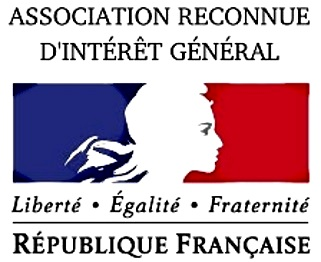 ASSOCIATION RECONNUE
D'INTÉRÊT GÉNÉRAL
Liberté • Égalité • Fraternité
RÉPUBLIQUE FRANÇAISE